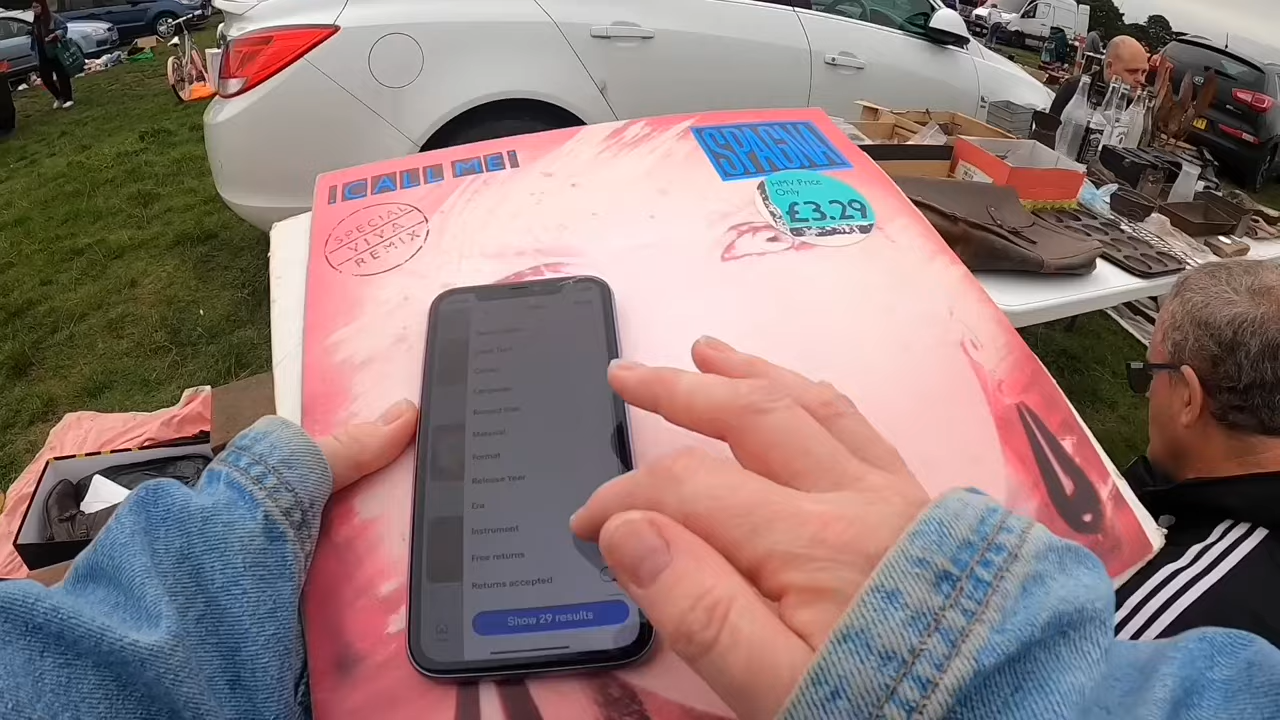 ¡CALL ME!
SPAGNA
SPECIAL
VIVA
REMIX
HMV Price
Only
£3.29
Material
Format
Release Year
Era
Instrument
Free returns
Returns accepted
Show 29 results